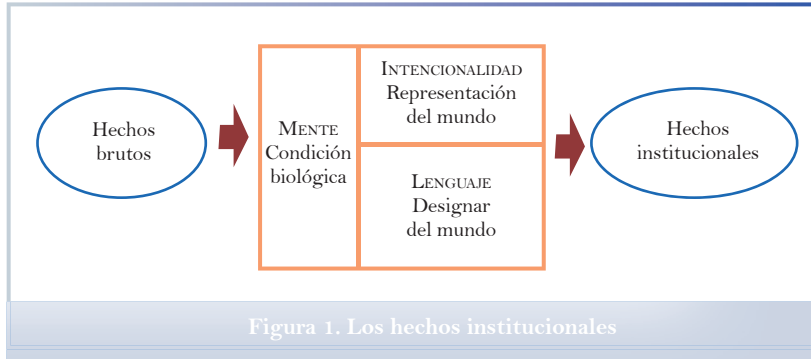 Hechos
brutos
MENTE
Condición
biológica
INTENCIONALIDAD
Representación
del mundo
LENGUAJE
Designar
del mundo
Hechos
institucionales
Figura 1. Los hechos institucionales